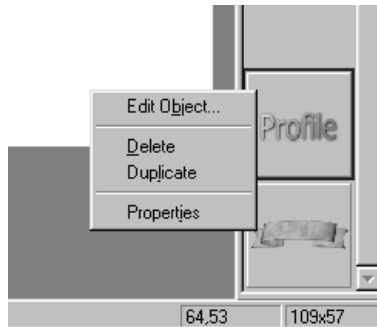 Edit Object...
Profile
Delete
Duplicate
Properties
64,53
109x57